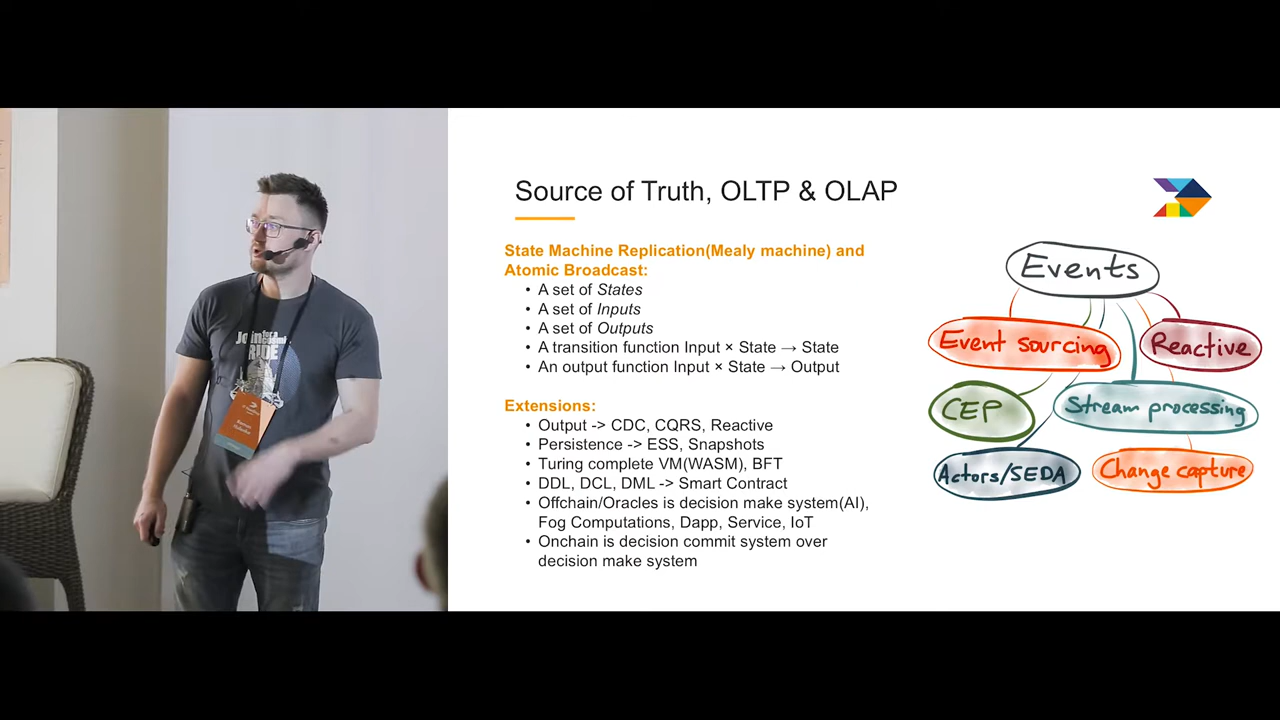 Source of Truth, OLTP & OLAP
State Machine Replication(Mealy machine) and
Atomic Broadcast:
• A set of States
• A set of Inputs
• A set of Outputs
• A transition function Input × State → State
• An output function Input × State → Output
Extensions:
• Output -> CDC, CQRS, Reactive
• Persistence -> ESS, Snapshots
• Turing complete VM(WASM), BFT
• DDL, DCL, DML -> Smart Contract
• Offchain/Oracles is decision make system(AI),
Fog Computations, Dapp, Service, IoT
• Onchain is decision commit system over
decision make system
Events
Event sourcing
Reactive
CEP
Stream processing
Actors/SEDA
Change capture
Join for a
RIDE